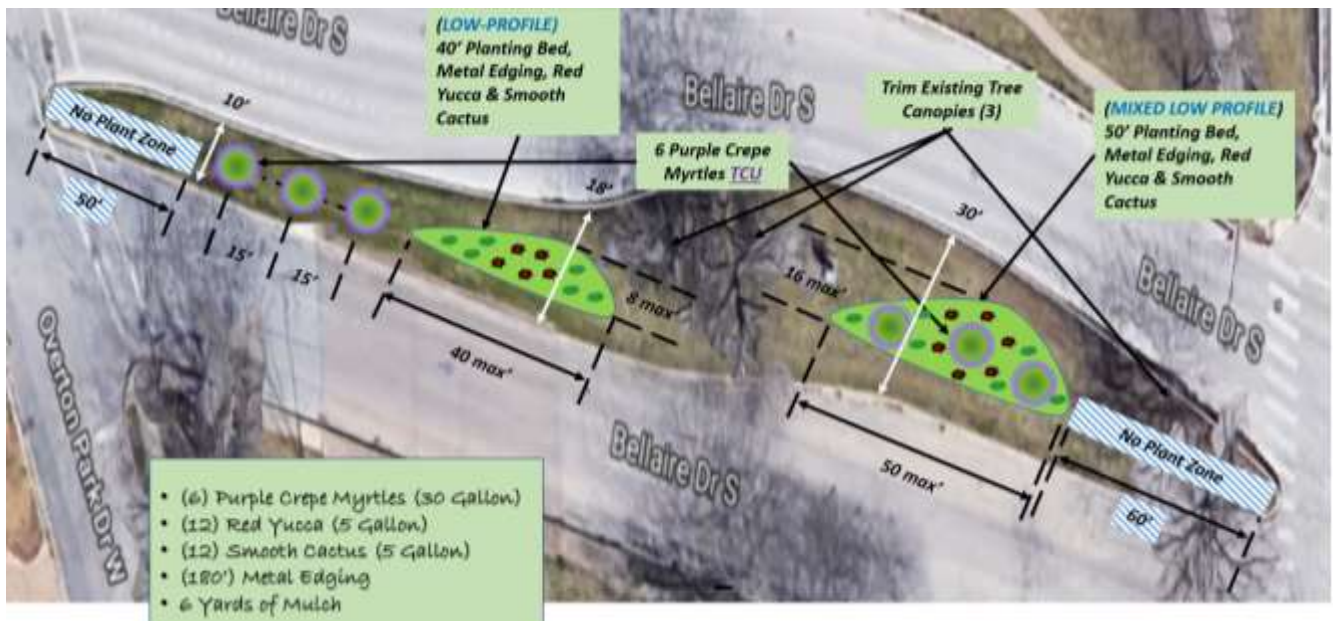 Bellaire Dr S
(LOW-PROFILE)
40' Planting Bed,
Metal Edging, Red
Yucca & Smooth
Cactus
Bellaire Dr S
Trim Existing Tree
Canopies (3)
(MIXED LOW PROFILE)
50' Planting Bed,
Metal Edging, Red
Yucca & Smooth
Cactus
6 Purple Crepe
Myrtles TCU
No Plant Zone
10'
18'
30'
50'
15'
15'
8 max'
16 max'
40 max'
50 max'
Bellaire Dr S
No Plant Zone
60'
Overton Park Dr W
Bellaire Dr S
• (6) Purple Crepe Myrtles (30 Gallon)
• (12) Red Yucca (5 Gallon)
• (12) Smooth Cactus (5 Gallon)
• (180') Metal Edging
• 6 Yards of Mulch